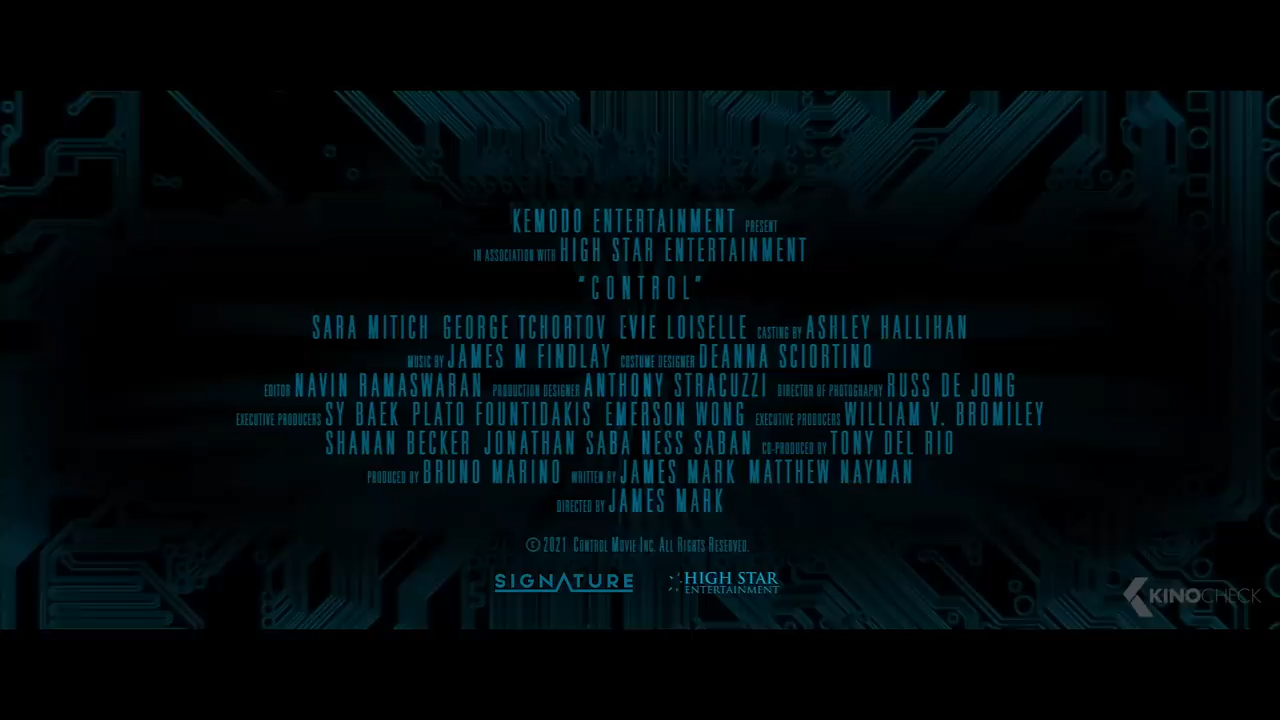 KEMODO ENTERTAINMENT PRESENT
IN ASSOCIATION WITH HIGH STAR ENTERTAINMENT
"CONTROL"
SARA MITICH GEORGE TCHORTOV EVIE LOISELLE CASTING BY ASHLEY HALLIHAN
MUSIC BY JAMES M FINDLAY COSTUME DESIGNER DEANNA SCIORTINO
EDITOR NAVIN RAMASWARAN PRODUCTION DESIGNER ANTHONY STRACUZZI DIRECTOR OF PHOTOGRAPHY RUSS DE JONG
EXECUTIVE PRODUCERS SY BAEK PLATO FOUNTIDAKIS EMERSON WONG EXECUTIVE PRODUCERS WILLIAM V. BROMILEY
SHANAN BECKER JONATHAN SABA NESS SABAN CO-PRODUCED BY TONY DEL RIO
PRODUCED BY BRUNO MARINO WRITTEN BY JAMES MARK MATTHEW NAYMAN
DIRECTED BY JAMES MARK
© 2021 CONTROL MOVIE INC. ALL RIGHTS RESERVED.
SIGNATURE
HIGH STAR
ENTERTAINMENT
KINOCHECK